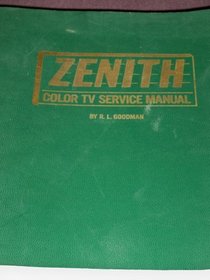 ZENITH
COLOR TV SERVICE MANUAL
BY R. L. GOODMAN